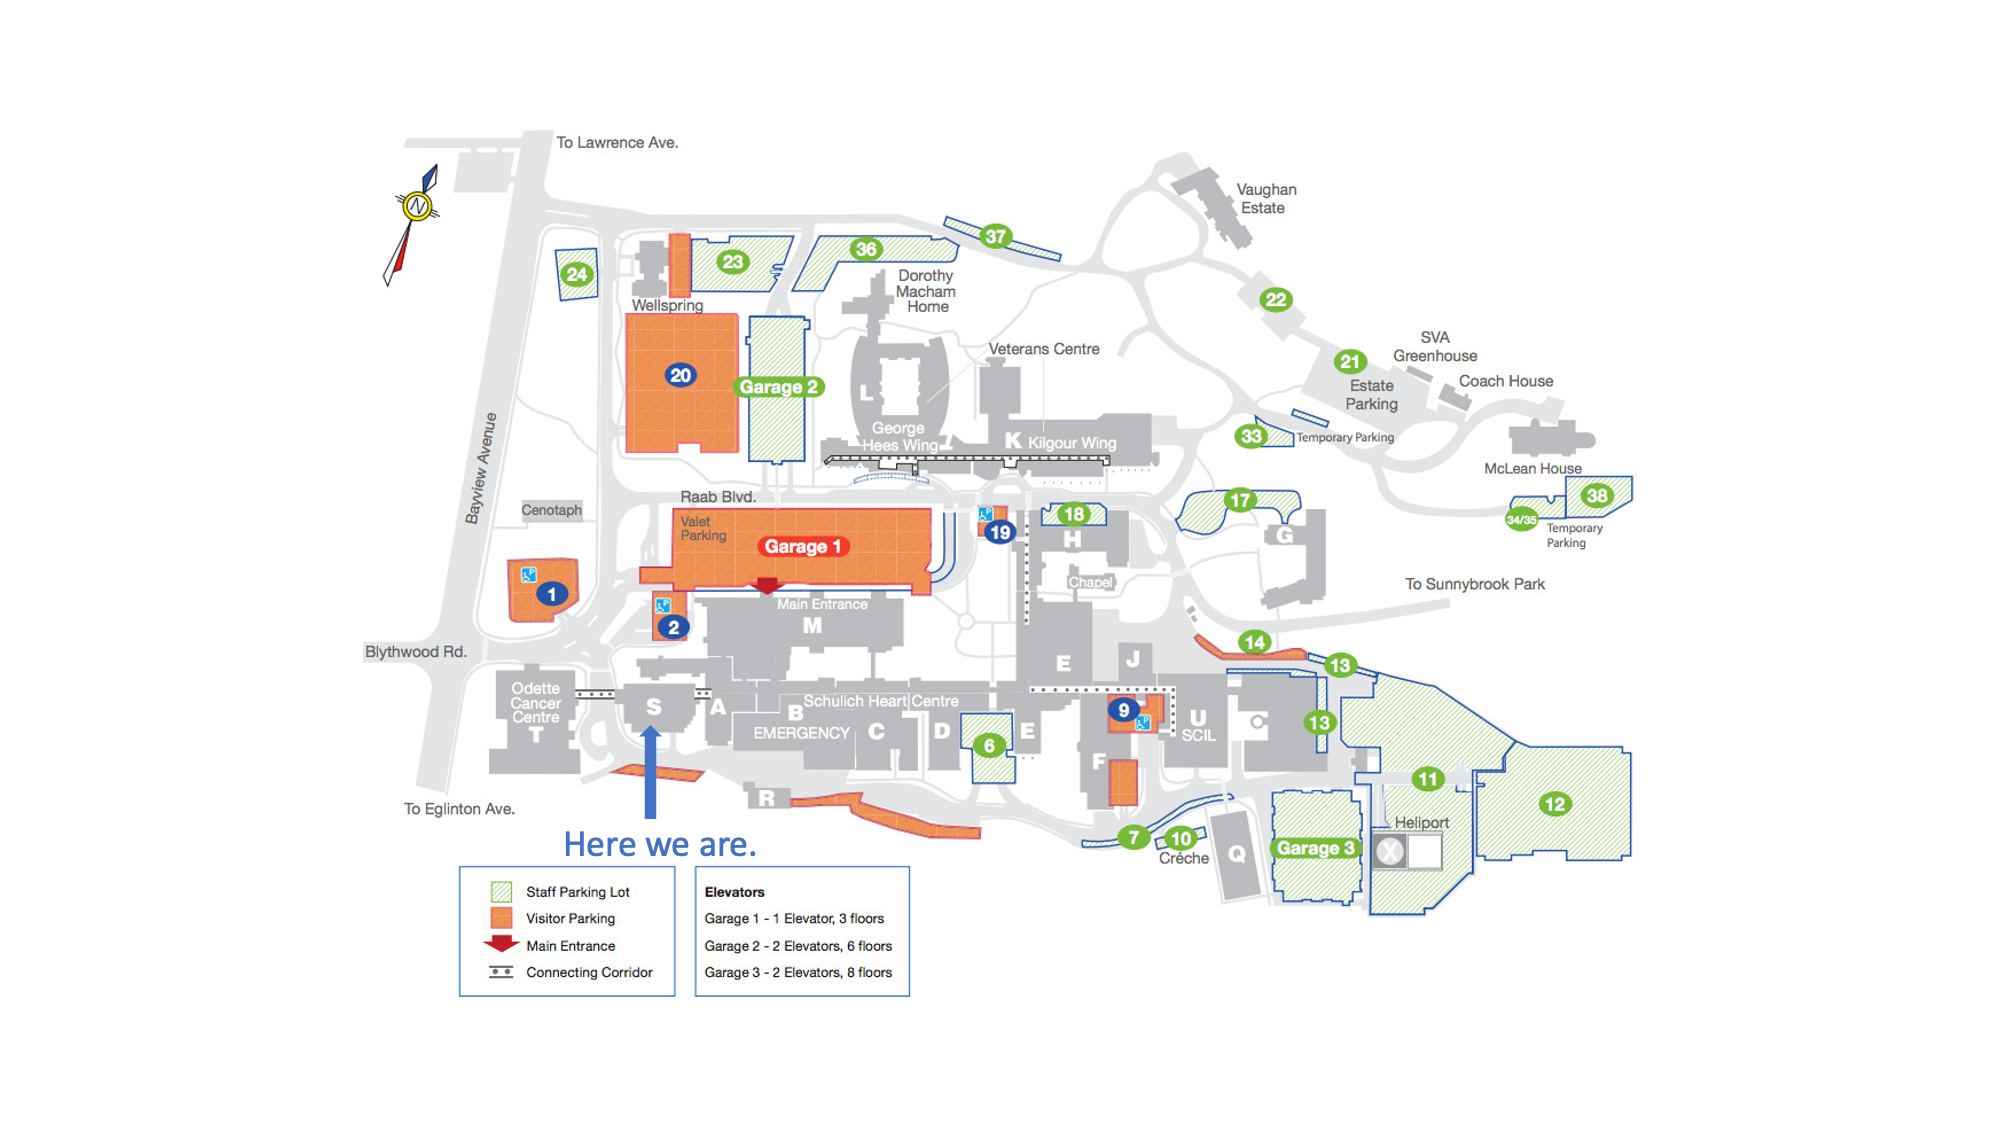 To Lawrence Ave.
N
Vaughan
Estate
37
36
23
24
Dorothy
Macham
Home
Wellspring
22
SVA
Greenhouse
Veterans Centre
21
Estate
Parking
Coach House
20
Garage 2
L
George
Hees Wing
K Kilgour Wing
33
Temporary Parking
McLean House
Bayview Avenue
Raab Blvd.
38
34/35
Temporary
Parking
17
18
19
P
Cenotaph
Valet
Parking
Garage 1
H
G
Chapel
To Sunnybrook Park
P
1
P
2
Main Entrance
M
14
13
E
J
Blythwood Rd.
Odette
Cancer
Centre
T
S
A
Schulich Heart Centre
B
EMERGENCY
C
D
6
E
9
P
U
SCIL
C
13
F
11
12
R
To Eglinton Ave.
Here we are.
7
10
Créche
Q
Garage 3
Heliport
X
Staff Parking Lot
Visitor Parking
Main Entrance
Connecting Corridor
Elevators
Garage 1 - 1 Elevator, 3 floors
Garage 2 - 2 Elevators, 6 floors
Garage 3 - 2 Elevators, 8 floors